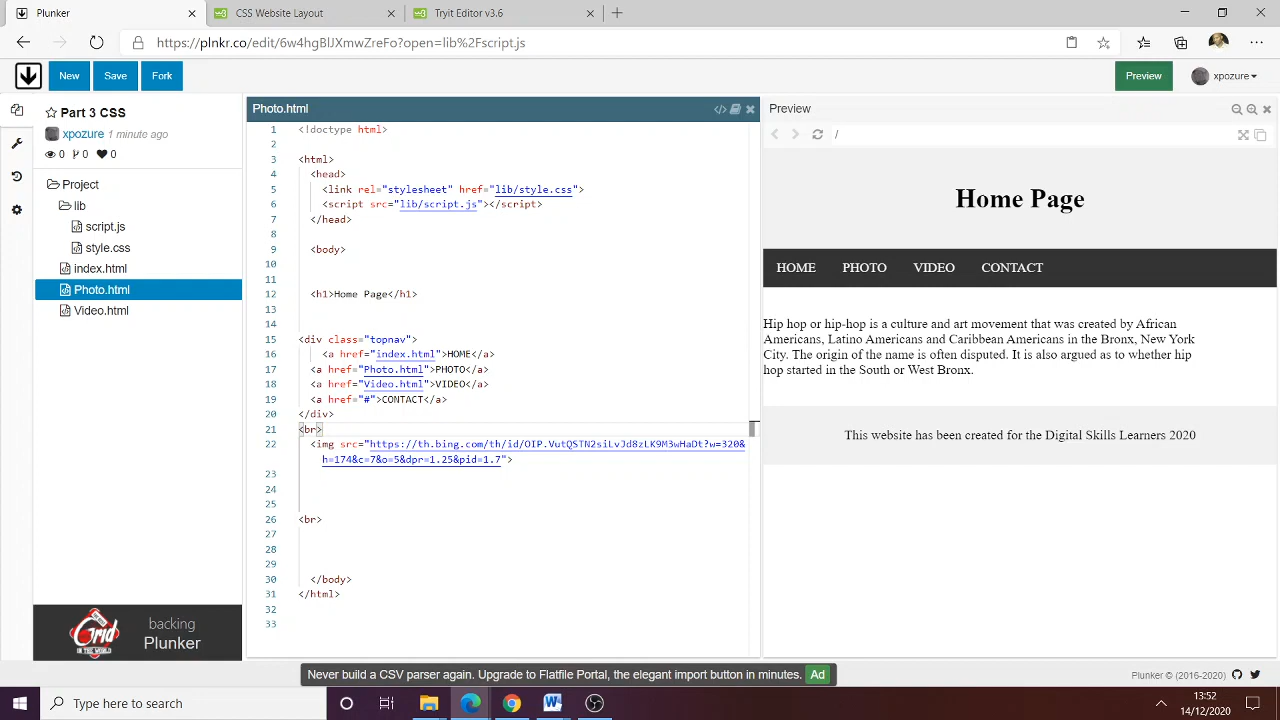 Plunker
CSS Website Layout
Tryit Editor v3.6
https://plnkr.co/edit/6w4hgBlJXmwZreFo?open=lib%2Fscript.js
New
Save
Fork
Preview
xpozure
Part 3 CSS
xpozure 1 minute ago
0 0 0
Project
lib
script.js
style.css
index.html
Photo.html
Video.html
backing
Plunker
Photo.html
1 <!doctype html>
2
3 <html>
4 <head>
5 <link rel="stylesheet" href="lib/style.css">
6 <script src="lib/script.js"></script>
7 </head>
8
9 <body>
10
11
12 <h1>Home Page</h1>
13
14
15 <div class="topnav">
16 <a href="index.html">HOME</a>
17 <a href="Photo.html">PHOTO</a>
18 <a href="Video.html">VIDEO</a>
19 <a href="#">CONTACT</a>
20 </div>
21 <br>
22 <img src="https://th.bing.com/th/id/OIP.VutQSTN2siLvJd8zLK9M3wHaDt?w=320&
h=174&c=7&o=5&dpr=1.25&pid=1.7">
23
24
25
26 <br>
27
28
29
30 </body>
31 </html>
32
33
Preview
/
Home Page
HOME PHOTO VIDEO CONTACT
Hip hop or hip-hop is a culture and art movement that was created by African
Americans, Latino Americans and Caribbean Americans in the Bronx, New York
City. The origin of the name is often disputed. It is also argued as to whether hip
hop started in the South or West Bronx.
This website has been created for the Digital Skills Learners 2020
Never build a CSV parser again. Upgrade to Flatfile Portal, the elegant import button in minutes. Ad
Plunker © (2016-2020)
Type here to search
13:52
14/12/2020